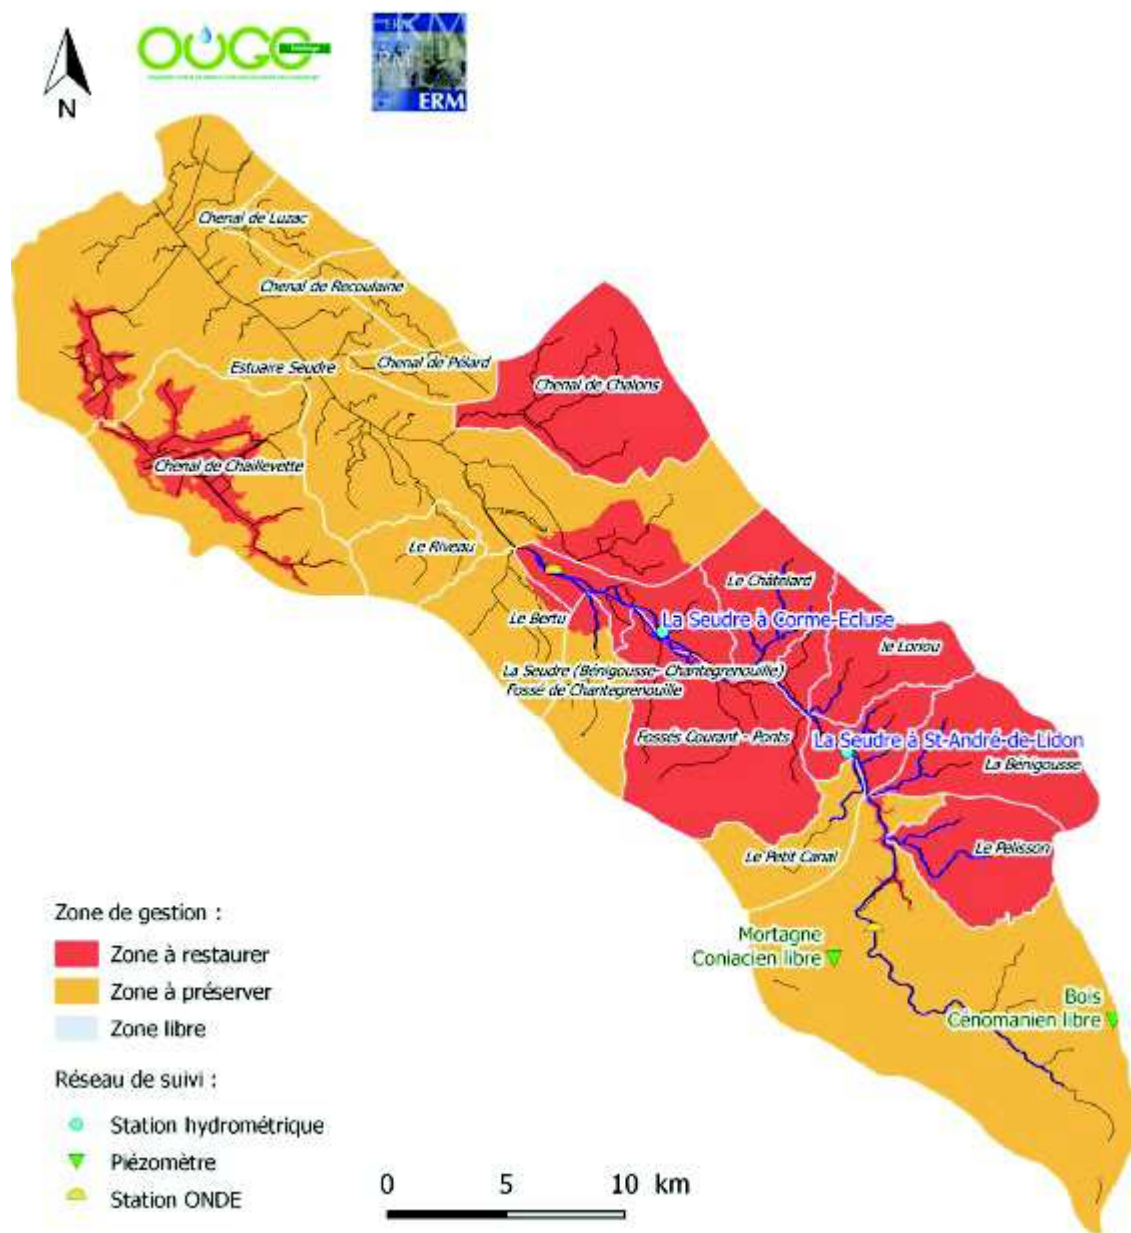 OUGC
ERM
ERM
N
Chenal de Luzac
Chenal de Recoulaine
Chenal de Pélard
Estuaire Seudre
Chenal de Chalons
Chenal de Chaillevette
Le Riveau
Le Châtelard
Le Bertu
La Seudre à Corme-Ecluse
le Loriou
La Seudre (Bénigousse- Chantegrenouille)
Fossé de Chantegrenouille
Fossés Courant - Ponts
La Seudre à St-André-de-Lidon
La Bénigousse
Le Petit Canal
Le Pelisson
Mortagne
Coniacien libre
Bois
Cénomanien libre
Zone de gestion :
Zone à restaurer
Zone à préserver
Zone libre
Réseau de suivi :
Station hydrométrique
Piézomètre
Station ONDE
0 5 10 km